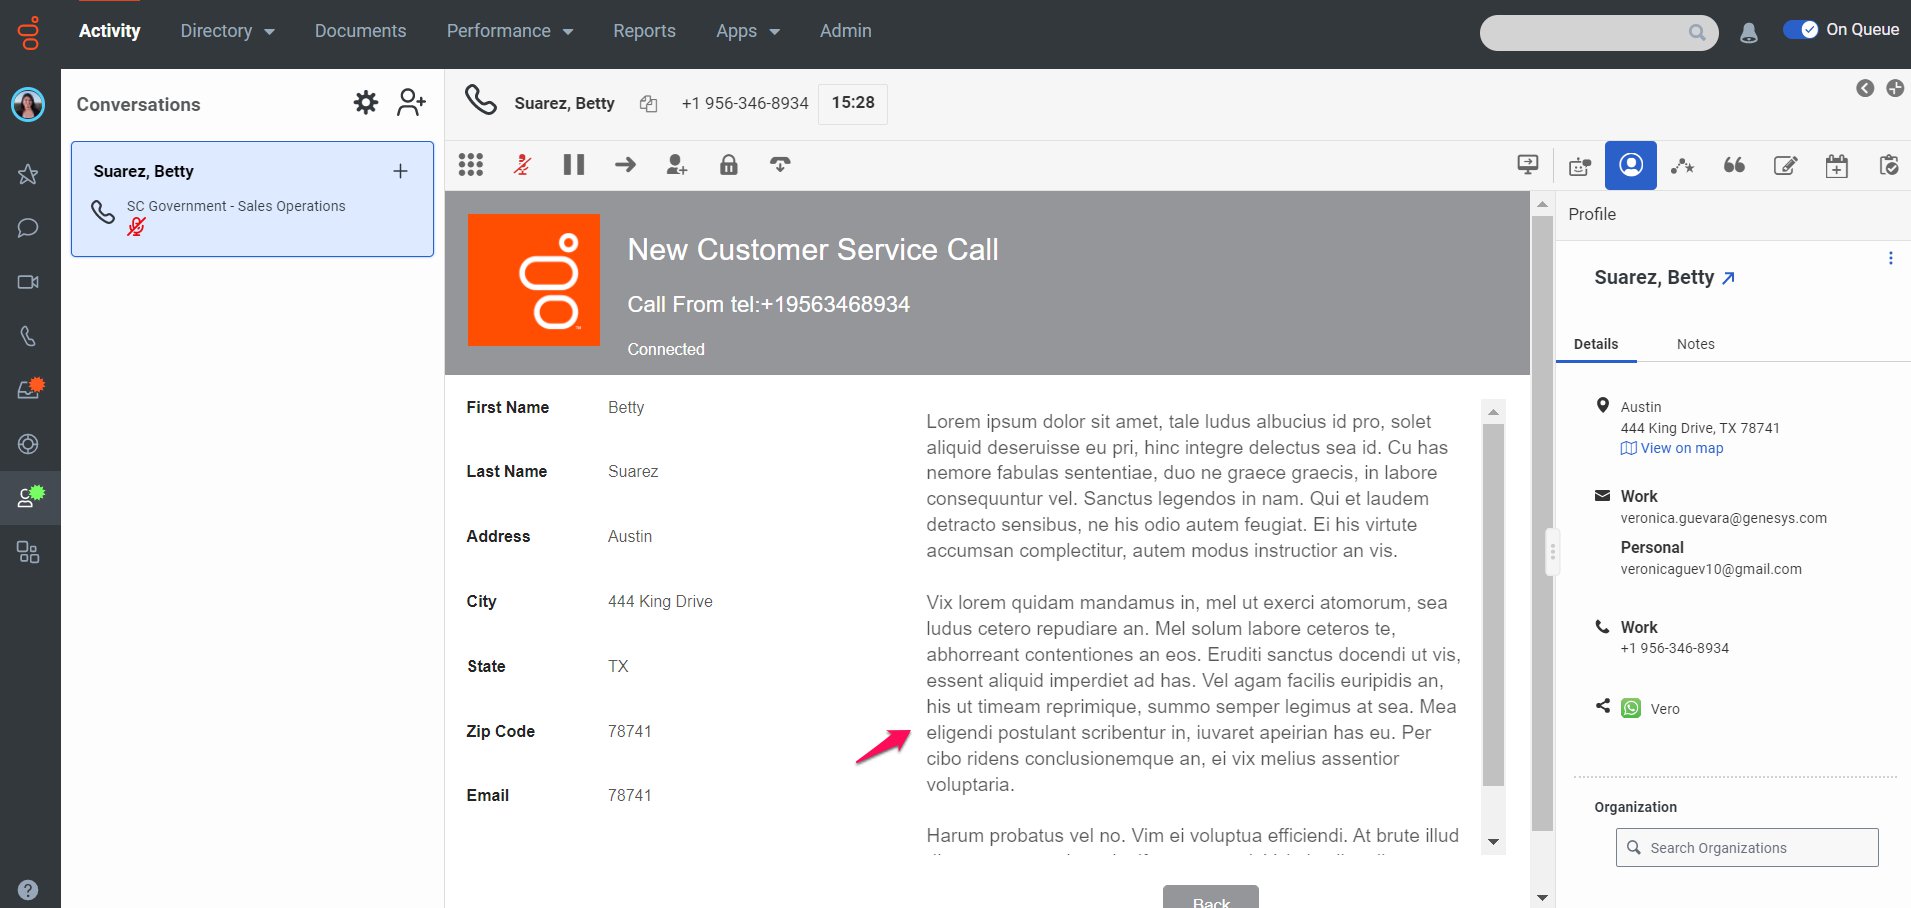 Activity Directory Documents Performance Reports Apps Admin On Queue
Conversations
Suarez, Betty
SC Government - Sales Operations
Suarez, Betty +1 956-346-8934 15:28
New Customer Service Call
Call From tel:+19563468934
Connected
First Name Betty
Last Name Suarez
Address Austin
City 444 King Drive
State TX
Zip Code 78741
Email 78741
Lorem ipsum dolor sit amet, tale ludus albucius id pro, solet
aliquid deseruisse eu pri, hinc integre delectus sea id. Cu has
nemore fabulas sententiae, duo ne graece graecis, in labore
consequuntur vel. Sanctus legendos in nam. Qui et laudem
detracto sensibus, ne his odio autem feugiat. Ei his virtute
accumsan complectitur, autem modus instructior an vis.
Vix lorem quidam mandamus in, mel ut exerci atomorum, sea
ludus cetero repudiare an. Mel solum labore ceteros te,
abhorreant contentiones an eos. Eruditi sanctus docendi ut vis,
essent aliquid imperdiet ad has. Vel agam facilis euripidis an,
his ut timeam reprimique, summo semper legimus at sea. Mea
eligendi postulant scribentur in, iuvaret apeirian has eu. Per
cibo ridens conclusionemque an, ei vix melius assentior
voluptaria.
Harum probatus vel no. Vim ei voluptua efficiendi. At brute illud
Back
Profile
Suarez, Betty
Details Notes
Austin
444 King Drive, TX 78741
View on map
Work
veronica.guevara@genesys.com
Personal
veronicaguev10@gmail.com
Work
+1 956-346-8934
Vero
Organization
Search Organizations